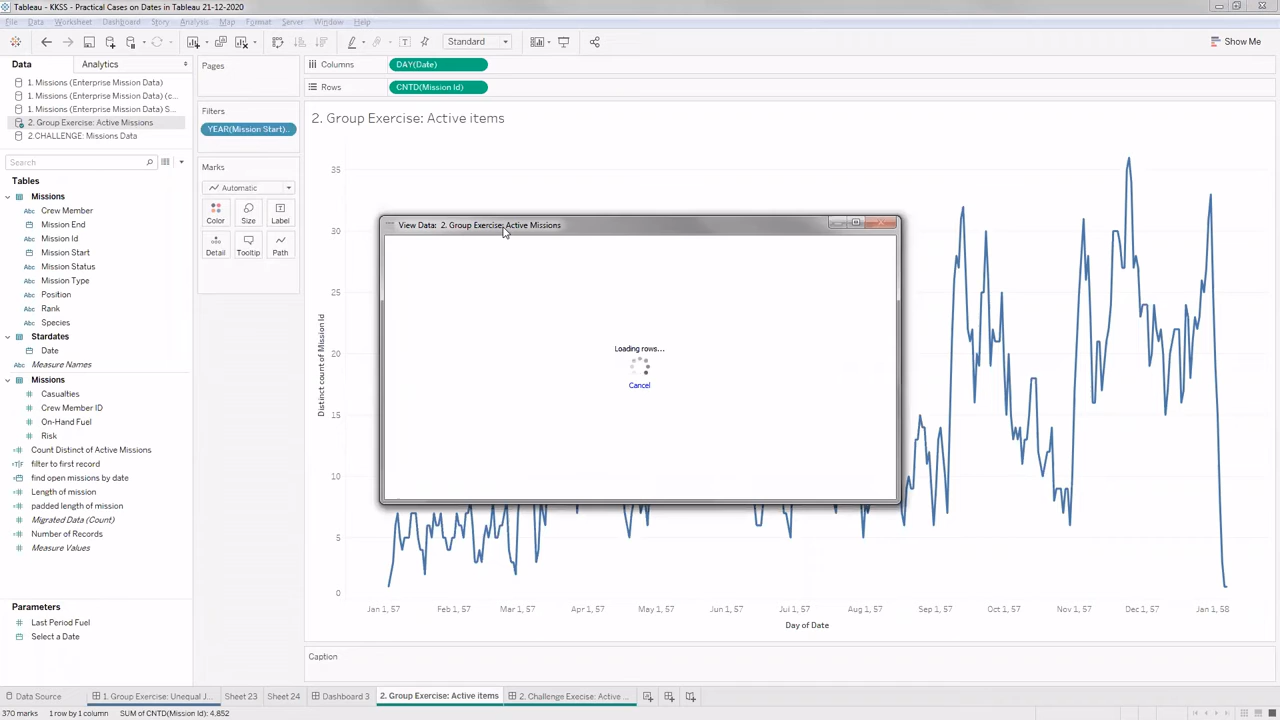 Tableau - KKSS - Practical Cases on Dates in Tableau 21-12-2020
File Data Worksheet Dashboard Story Analysis Map Format Server Window Help
Standard
Show Me
Data
Analytics
1. Missions (Enterprise Mission Data)
1. Missions (Enterprise Mission Data) (c...
1. Missions (Enterprise Mission Data) S...
2. Group Exercise: Active Missions
2.CHALLENGE: Missions Data
Search
Tables
Missions
Abc Crew Member
Mission End
Abc Mission Id
Mission Start
Abc Mission Status
Abc Mission Type
Abc Position
Abc Rank
Abc Species
Stardates
Date
Abc Measure Names
Missions
Casualties
Crew Member ID
On-Hand Fuel
Risk
Count Distinct of Active Missions
filter to first record
find open missions by date
Length of mission
padded length of mission
Migrated Data (Count)
Number of Records
Measure Values
Parameters
Last Period Fuel
Select a Date
Pages
Filters
YEAR(Mission Start)..
Marks
Automatic
Color Size Label
Detail Tooltip Path
Columns
DAY(Date)
Rows
CNTD(Mission Id)
2. Group Exercise: Active items
Distinct count of Mission Id
35
30
25
20
15
10
5
0
View Data: 2. Group Exercise: Active Missions
Loading rows...
Cancel
Jan 1, 57 Feb 1, 57 Mar 1, 57 Apr 1, 57 May 1, 57 Jun 1, 57 Jul 1, 57 Aug 1, 57 Sep 1, 57 Oct 1, 57 Nov 1, 57 Dec 1, 57 Jan 1, 58
Day of Date
Caption
Data Source
1. Group Exercise: Unequal J...
Sheet 23
Sheet 24
Dashboard 3
2. Group Exercise: Active items
2. Challenge Execise: Active ...
370 marks 1 row by 1 column SUM of CNTD(Mission Id): 4,852